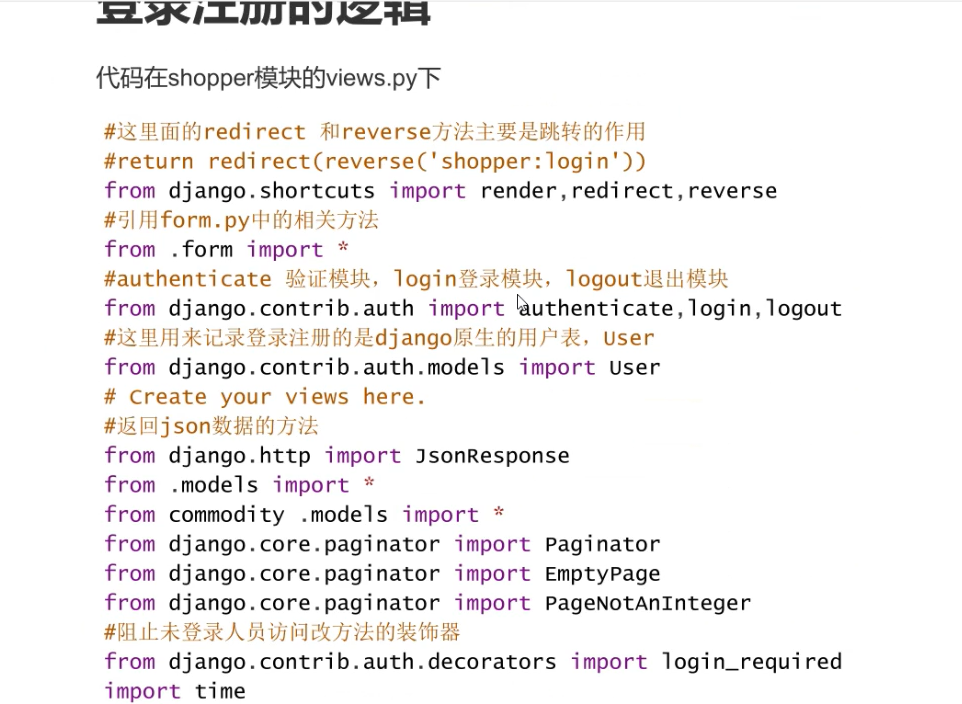 登录注册的逻辑
代码在shopper模块的views.py下
#这里面的redirect 和reverse方法主要是跳转的作用
#return redirect(reverse('shopper:login'))
from django.shortcuts import render,redirect,reverse
#引用form.py中的相关方法
from .form import *
#authenticate 验证模块，login登录模块，logout退出模块
from django.contrib.auth import authenticate,login,logout
#这里用来记录登录注册的是django原生的用户表，User
from django.contrib.auth.models import User
# Create your views here.
#返回json数据的方法
from django.http import JsonResponse
from .models import *
from commodity .models import *
from django.core.paginator import Paginator
from django.core.paginator import EmptyPage
from django.core.paginator import PageNotAnInteger
#阻止未登录人员访问改方法的装饰器
from django.contrib.auth.decorators import login_required
import time